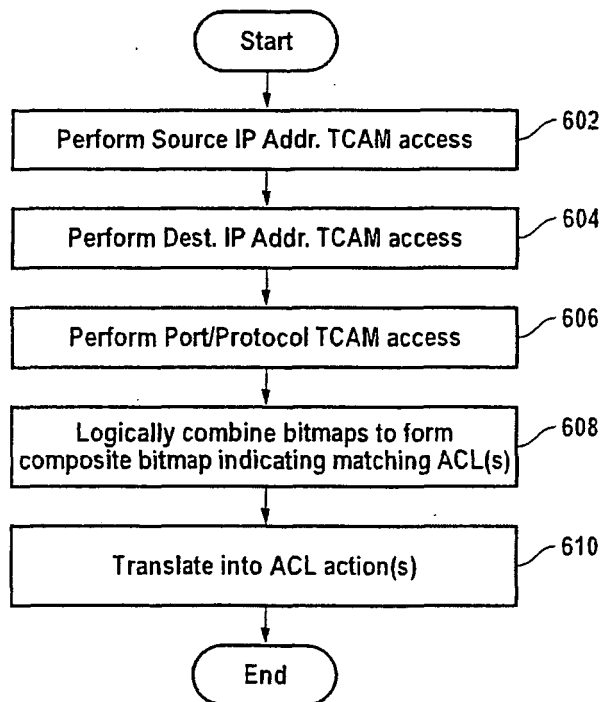 Start
Perform Source IP Addr. TCAM access
602
Perform Dest. IP Addr. TCAM access
604
Perform Port/Protocol TCAM access
606
Logically combine bitmaps to form
composite bitmap indicating matching ACL(s)
608
Translate into ACL action(s)
610
End